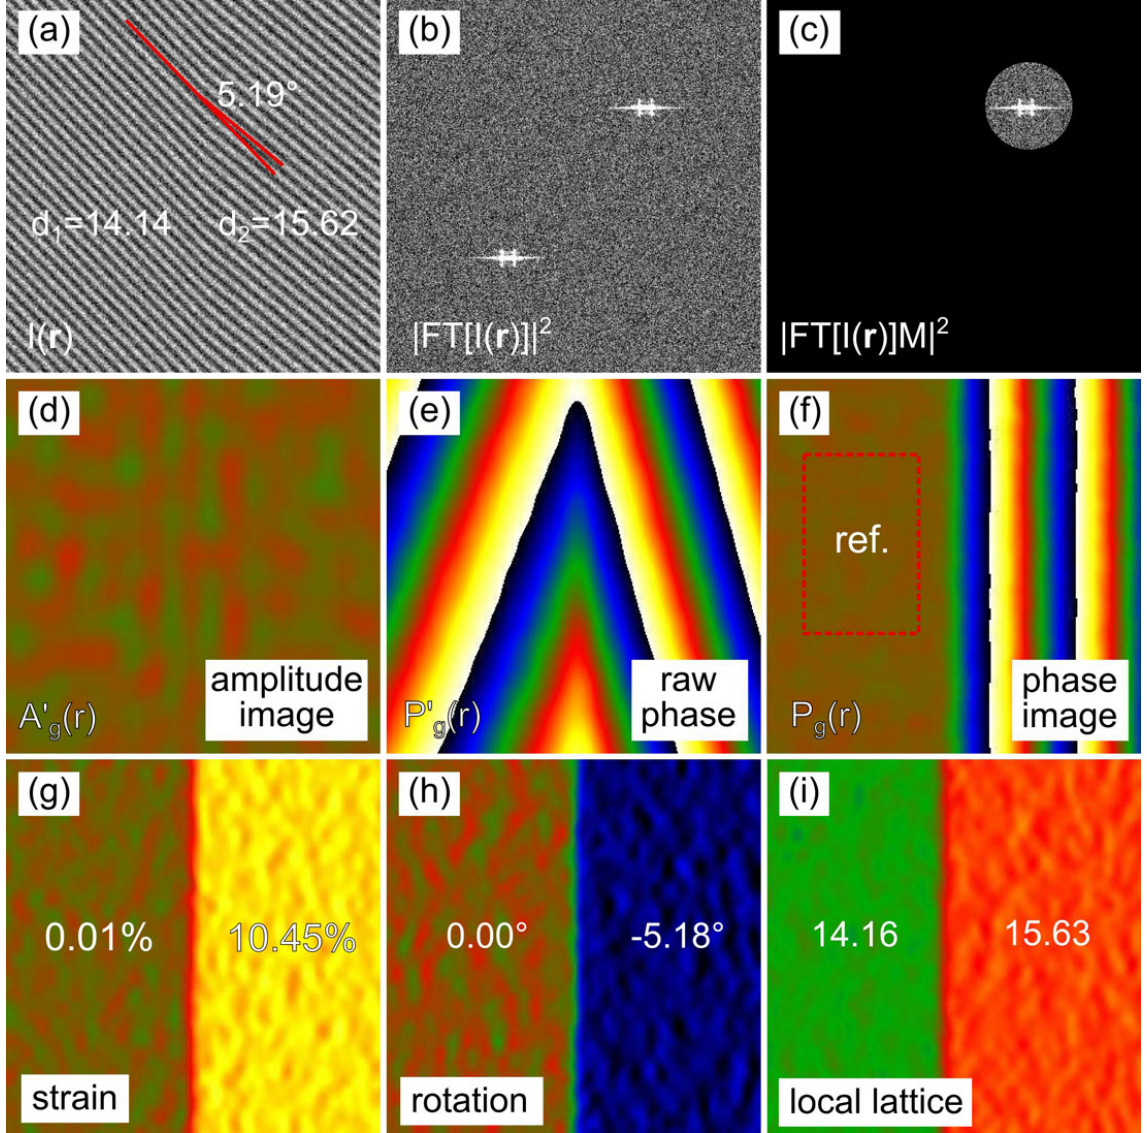 (a)
5.19°
d₁=14.14
d₂=15.62
I(r)
(b)
|FT[I(r)]|²
(c)
|FT[I(r)]M|²
(d)
amplitude
image
A'g(r)
(e)
raw
phase
P'g(r)
(f)
ref.
phase
image
Pg(r)
(g)
0.01%
10.45%
strain
(h)
0.00°
-5.18°
rotation
(i)
14.16
15.63
local lattice